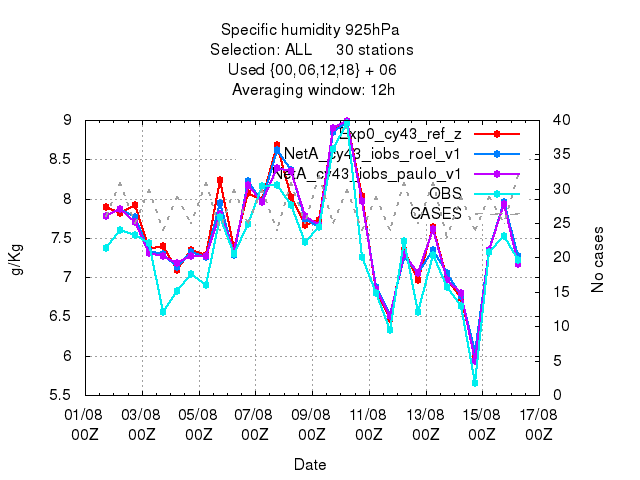 Specific humidity 925hPa
Selection: ALL 30 stations
Used {00,06,12,18} + 06
Averaging window: 12h
9
8.5
8
7.5
7
6.5
6
5.5
g/Kg
40
35
30
25
20
15
10
5
0
No cases
Exp0_cy43_ref_z
NetA_cy43_iobs_roel_v1
NetA_cy43_iobs_paulo_v1
OBS
CASES
01/08 03/08 05/08 07/08 09/08 11/08 13/08 15/08 17/08
00Z 00Z 00Z 00Z 00Z 00Z 00Z 00Z 00Z
Date